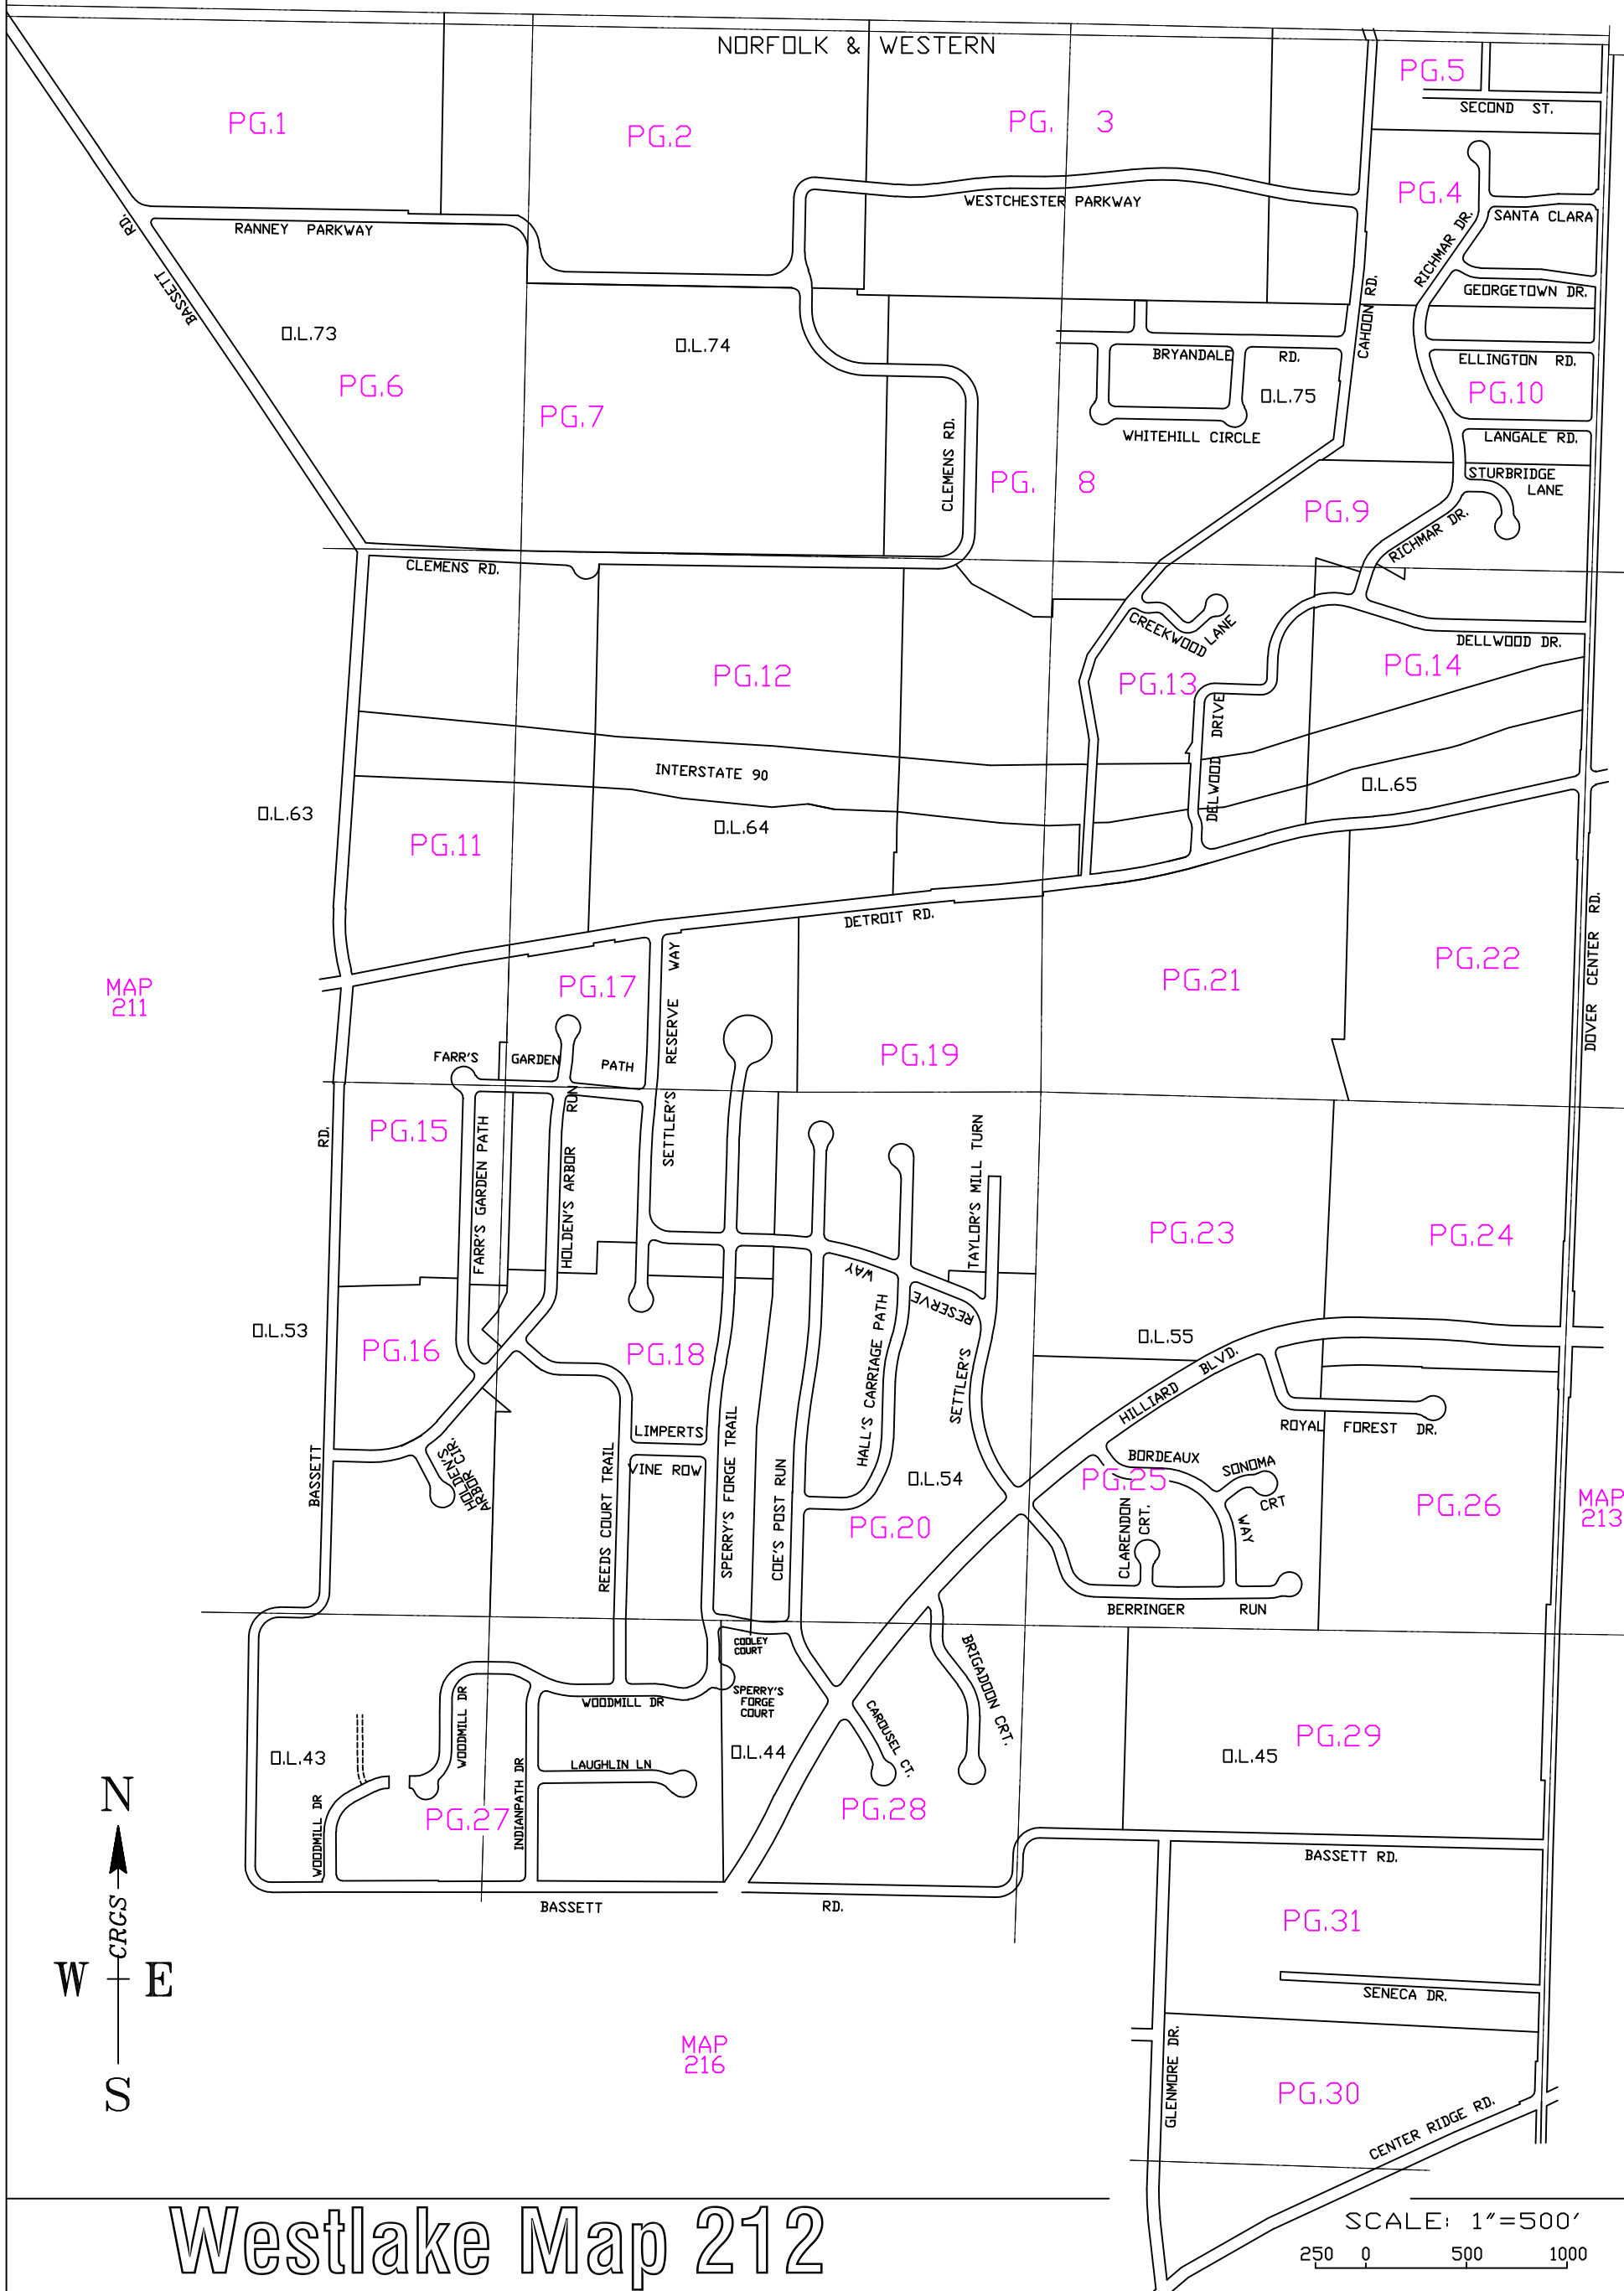 NORFOLK & WESTERN
PG.1
PG.2
PG. 3
PG.5
SECOND ST.
PG.4
SANTA CLARA
RICHMAR DR.
GEORGETOWN DR.
WESTCHESTER PARKWAY
RANNEY PARKWAY
RD.
BASSETT
O.L.73
O.L.74
CAHOON RD.
BRYANDALE RD.
ELLINGTON RD.
PG.6
PG.7
O.L.75
PG.10
WHITEHILL CIRCLE
LANGALE RD.
CLEMENS RD.
PG. 8
STURBRIDGE
LANE
PG.9
RICHMAR DR.
CLEMENS RD.
CREEKWOOD LANE
DELLWOOD DR.
PG.12
PG.13
PG.14
DELWOOD DRIVE
INTERSTATE 90
O.L.65
O.L.63
O.L.64
PG.11
DETROIT RD.
DOVER CENTER RD.
PG.22
PG.21
MAP
211
PG.17
SETTLER'S RESERVE WAY
PG.19
FARR'S GARDEN PATH
PG.15
RD.
FARR'S GARDEN PATH
HOLDEN'S ARBOR RUN
TAYLOR'S MILL TURN
PG.23
PG.24
WAY
RESERVE
SETTLER'S
O.L.53
O.L.55
PG.16
PG.18
HALL'S CARRIAGE PATH
HILLIARD BLVD.
ROYAL FOREST DR.
LIMPERTS
VINE ROW
BASSETT
HOLDEN'S
ARBOR CIR.
REEDS COURT TRAIL
SPERRY'S FORGE TRAIL
COE'S POST RUN
O.L.54
PG.20
BORDEAUX
WAY
PG.25
SONOMA
CRT
CLARENDON
CRT.
PG.26
MAP
213
BERRINGER RUN
COOLEY
COURT
BRIGADOON CRT.
SPERRY'S
FORGE
COURT
WOODMILL DR
WOODMILL DR
CAROUSEL CT.
O.L.43
O.L.44
O.L.45
PG.29
LAUGHLIN LN
INDIANPATH DR
WOODMILL DR
PG.27
PG.28
BASSETT RD.
BASSETT RD.
PG.31
SENECA DR.
GLENMORE DR.
PG.30
CENTER RIDGE RD.
MAP
216
N
CRGS
W E
S
Westlake Map 212
SCALE: 1"=500'
250 0 500 1000